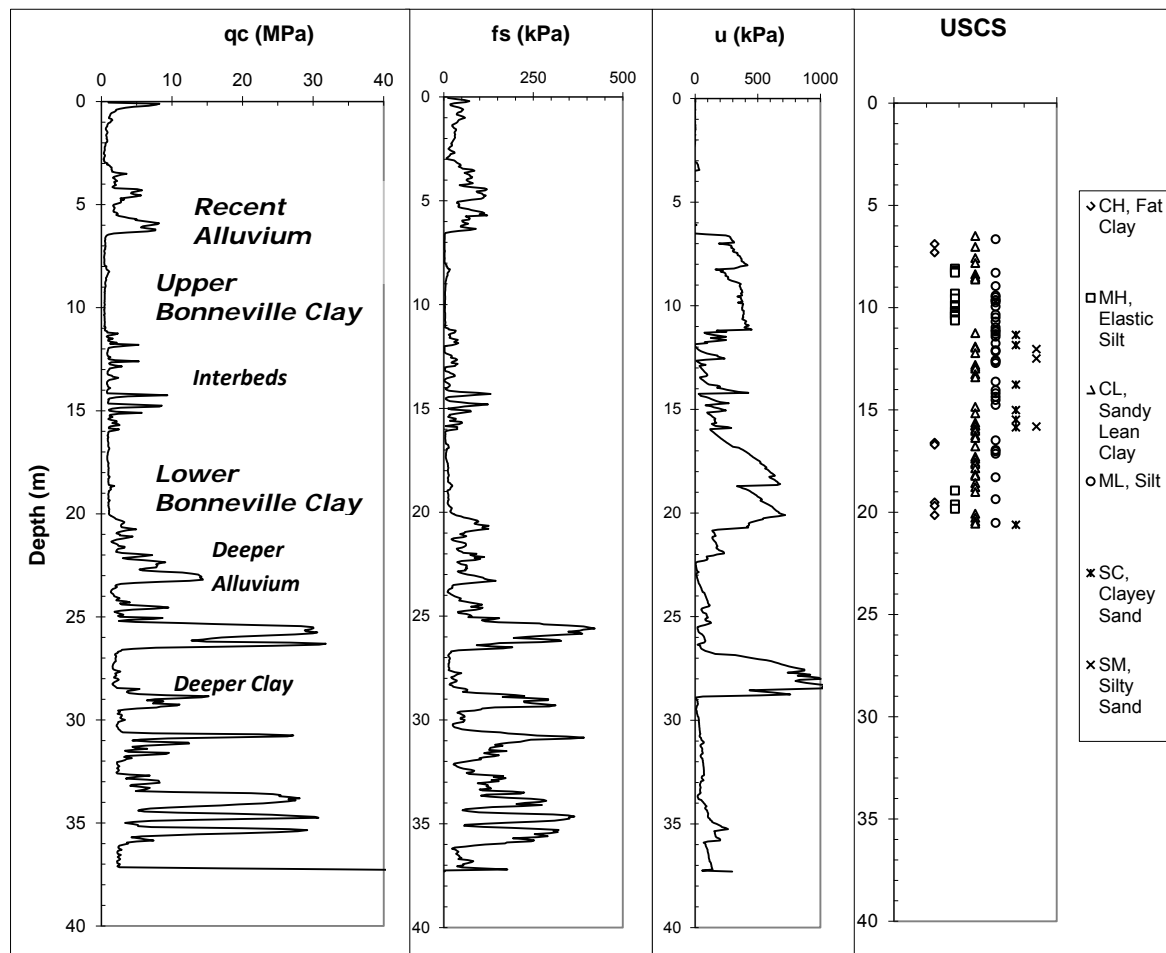 qc (MPa)
0 10 20 30 40
0
5
10
15
20
25
30
35
40
Depth (m)
Recent
Alluvium
Upper
Bonneville Clay
Interbeds
Lower
Bonneville Clay
Deeper
Alluvium
Deeper Clay
fs (kPa)
0 250 500
0
5
10
15
20
25
30
35
40
u (kPa)
0 500 1000
0
5
10
15
20
25
30
35
40
USCS
0
5
10
15
20
25
30
35
40
CH, Fat
Clay
MH,
Elastic
Silt
CL,
Sandy
Lean
Clay
ML, Silt
SC,
Clayey
Sand
SM,
Silty
Sand